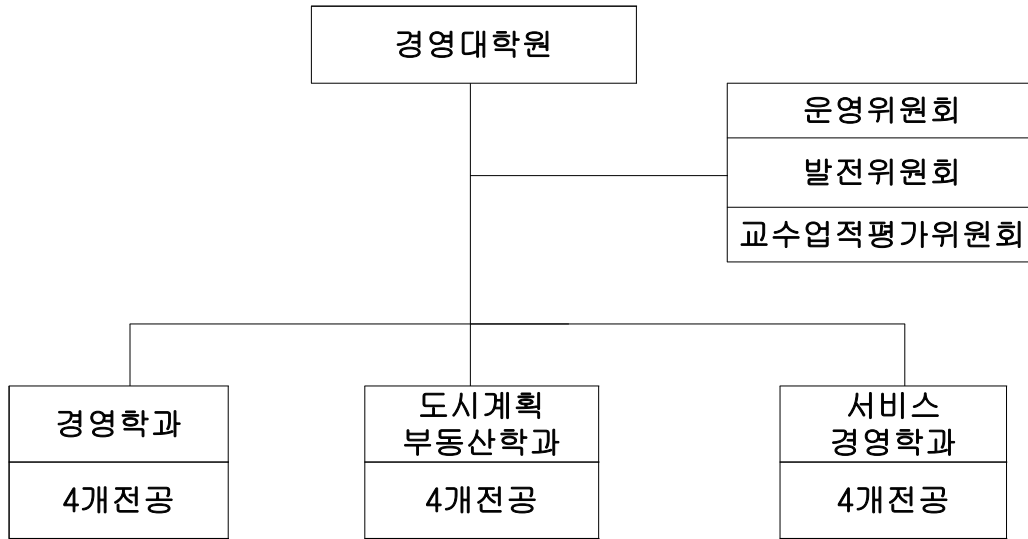 경영대학원
운영위원회
발전위원회
교수업적평가위원회
경영학과
4개전공
도시계획
부동산학과
4개전공
서비스
경영학과
4개전공